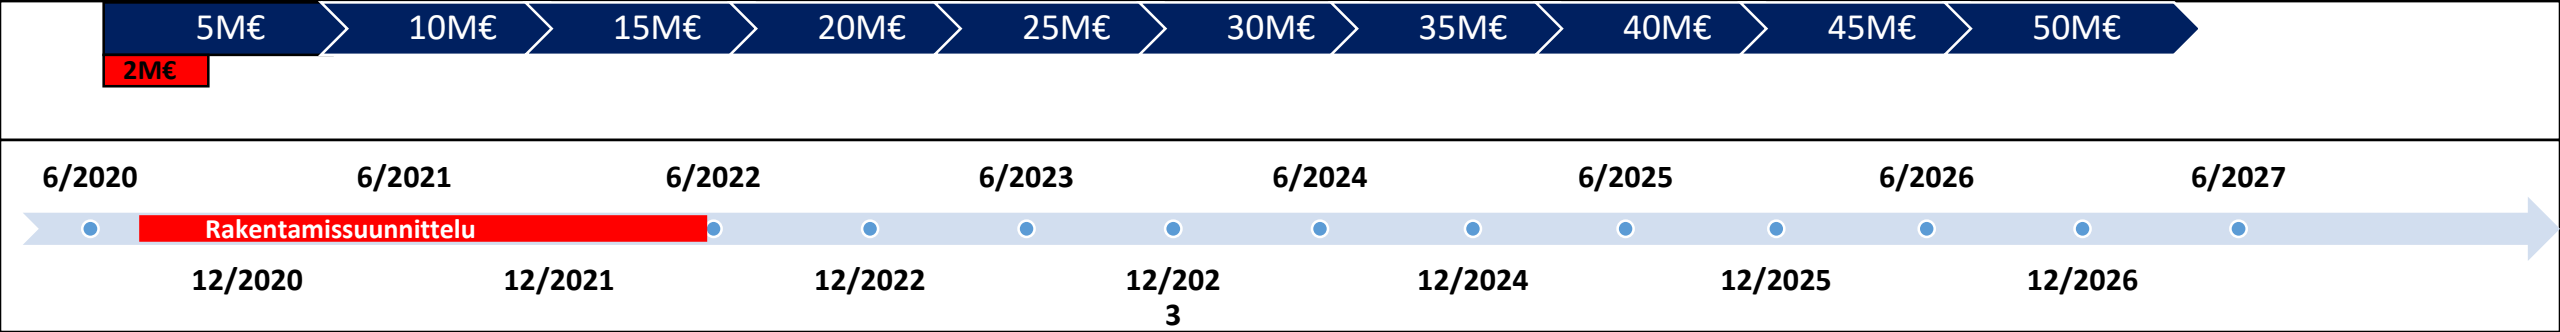 5M€ 10M€ 15M€ 20M€ 25M€ 30M€ 35M€ 40M€ 45M€ 50M€
2M€
6/2020 6/2021 6/2022 6/2023 6/2024 6/2025 6/2026 6/2027
Rakentamissuunnittelu
12/2020 12/2021 12/2022 12/202 12/2024 12/2025 12/2026
3